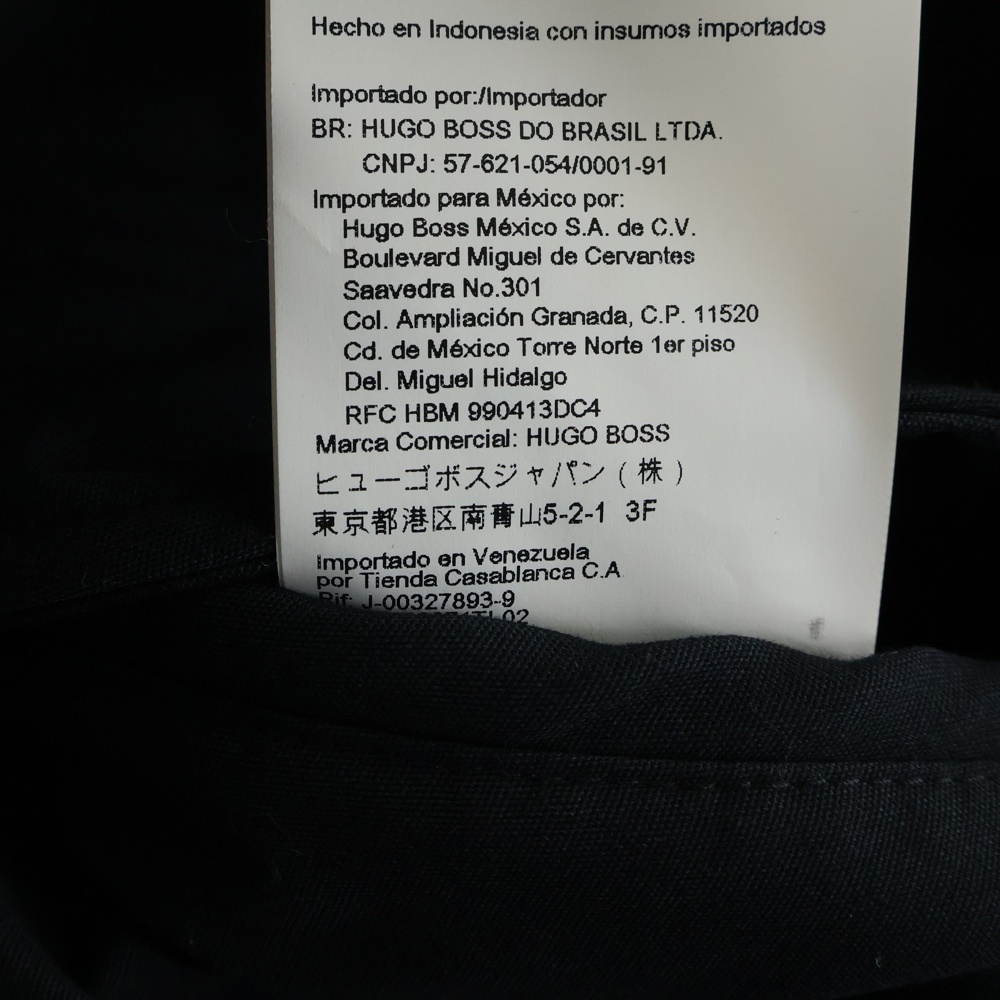 Hecho en Indonesia con insumos importados
Importado por:/Importador
BR: HUGO BOSS DO BRASIL LTDA.
CNPJ: 57-621-054/0001-91
Importado para México por:
Hugo Boss México S.A. de C.V.
Boulevard Miguel de Cervantes
Saavedra No.301
Col. Ampliación Granada, C.P. 11520
Cd. de México Torre Norte 1er piso
Del. Miguel Hidalgo
RFC HBM 990413DC4
Marca Comercial: HUGO BOSS
ヒューゴボスジャパン（株）
東京都港区南青山5-2-1 3F
Importado en Venezuela
por Tienda Casablanca C.A
Rif: J-00327893-9